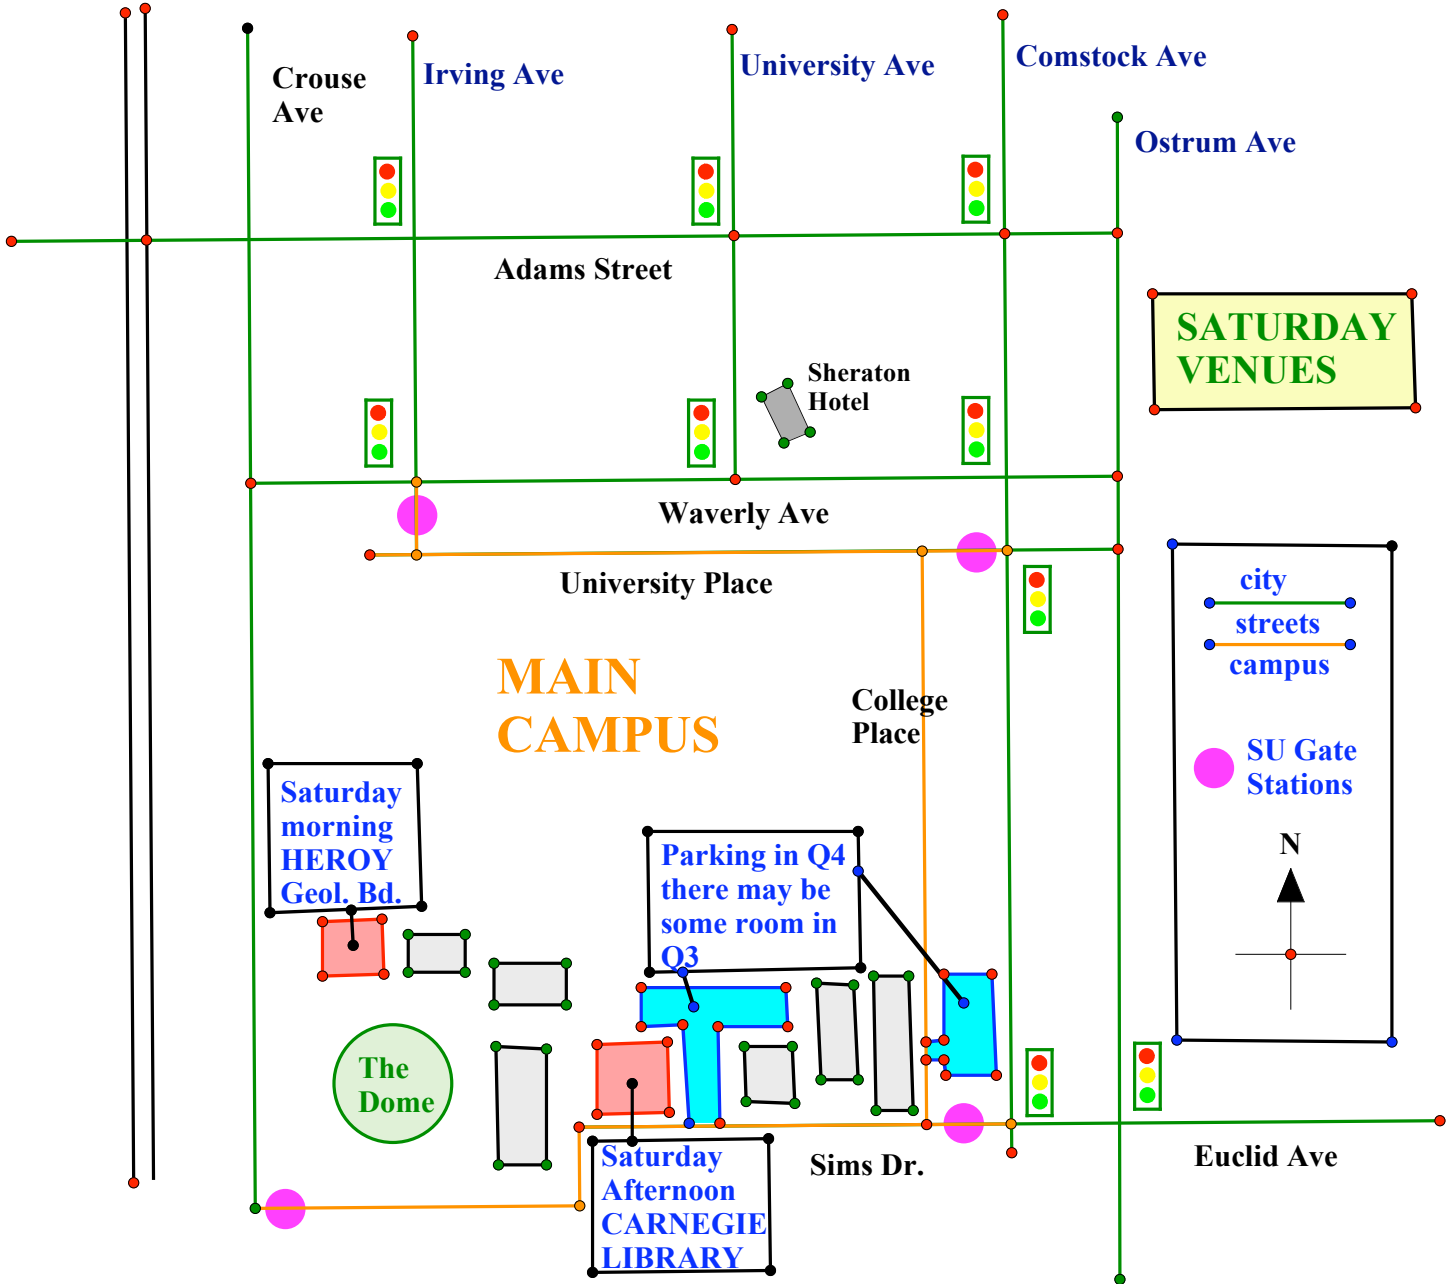 Crouse
Ave
Irving Ave
University Ave
Comstock Ave
Ostrum Ave
Adams Street
SATURDAY
VENUES
Sheraton
Hotel
Waverly Ave
University Place
city
streets
campus
MAIN
CAMPUS
College
Place
SU Gate
Stations
Saturday
morning
HEROY
Geol. Bd.
Parking in Q4
there may be
some room in
Q3
N
The
Dome
Sims Dr.
Euclid Ave
Saturday
Afternoon
CARNEGIE
LIBRARY